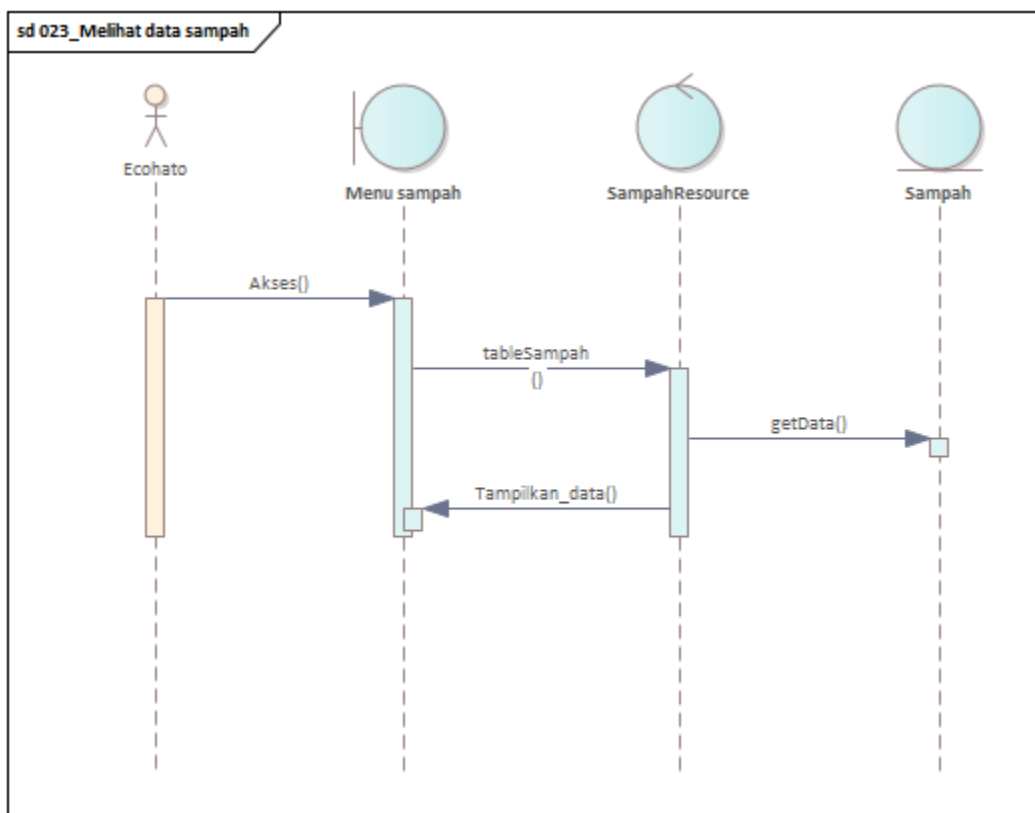 sd 023_Melihat data sampah
Ecohato
Menu sampah
SampahResource
Sampah
Akses()
tableSampah
()
getData()
Tampilkan_data()